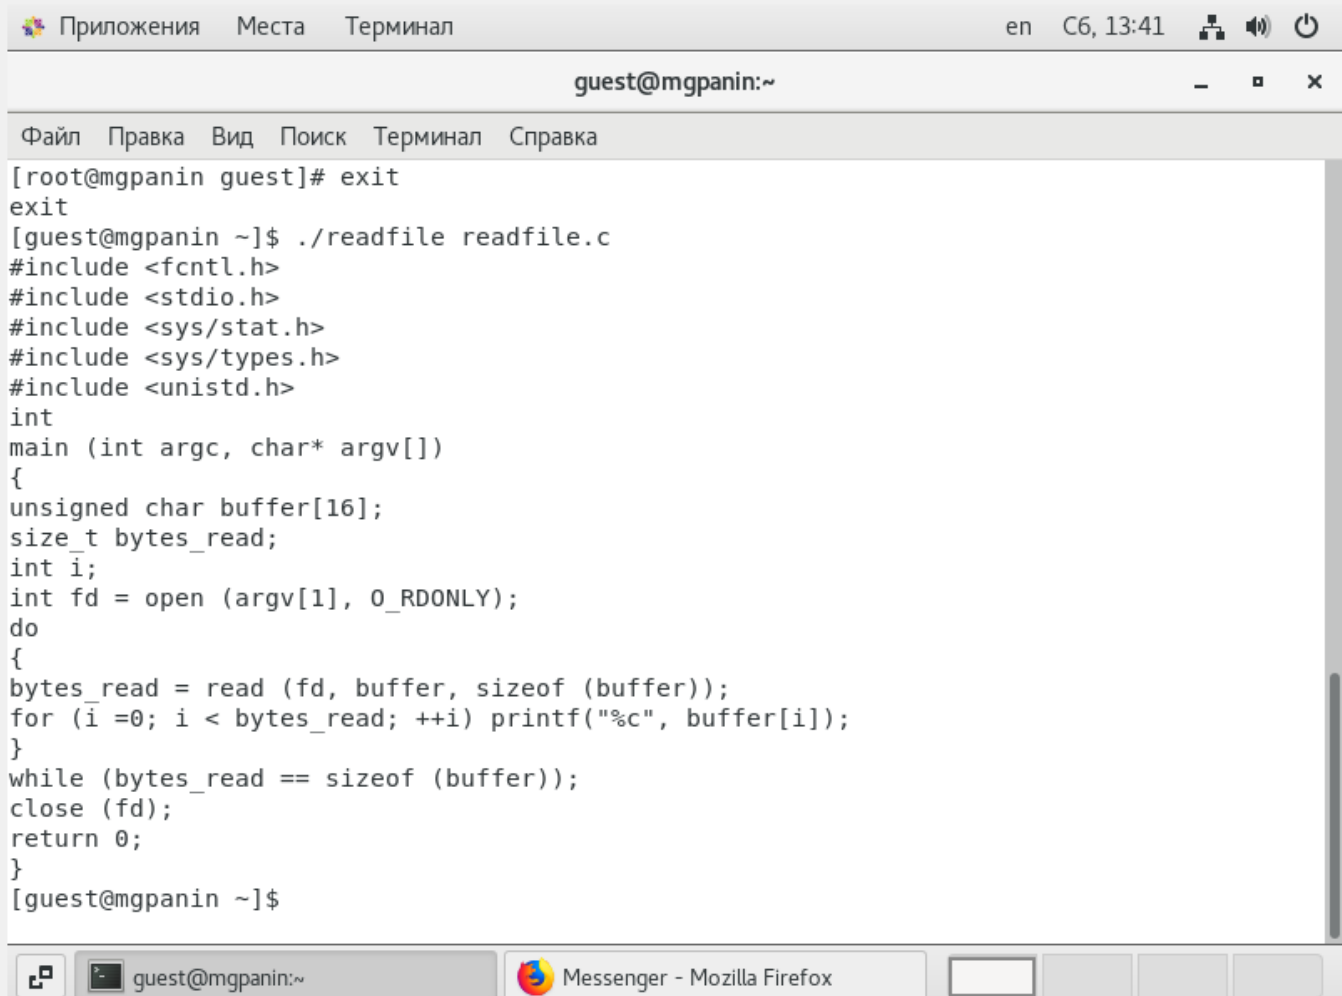 Приложения Места Терминал en Сб, 13:41
guest@mgpanin:~
Файл Правка Вид Поиск Терминал Справка
[root@mgpanin guest]# exit
exit
[guest@mgpanin ~]$ ./readfile readfile.c
#include <fcntl.h>
#include <stdio.h>
#include <sys/stat.h>
#include <sys/types.h>
#include <unistd.h>
int
main (int argc, char* argv[])
{
unsigned char buffer[16];
size_t bytes_read;
int i;
int fd = open (argv[1], O_RDONLY);
do
{
bytes_read = read (fd, buffer, sizeof (buffer));
for (i =0; i < bytes_read; ++i) printf("%c", buffer[i]);
}
while (bytes_read == sizeof (buffer));
close (fd);
return 0;
}
[guest@mgpanin ~]$
guest@mgpanin:~ Messenger - Mozilla Firefox